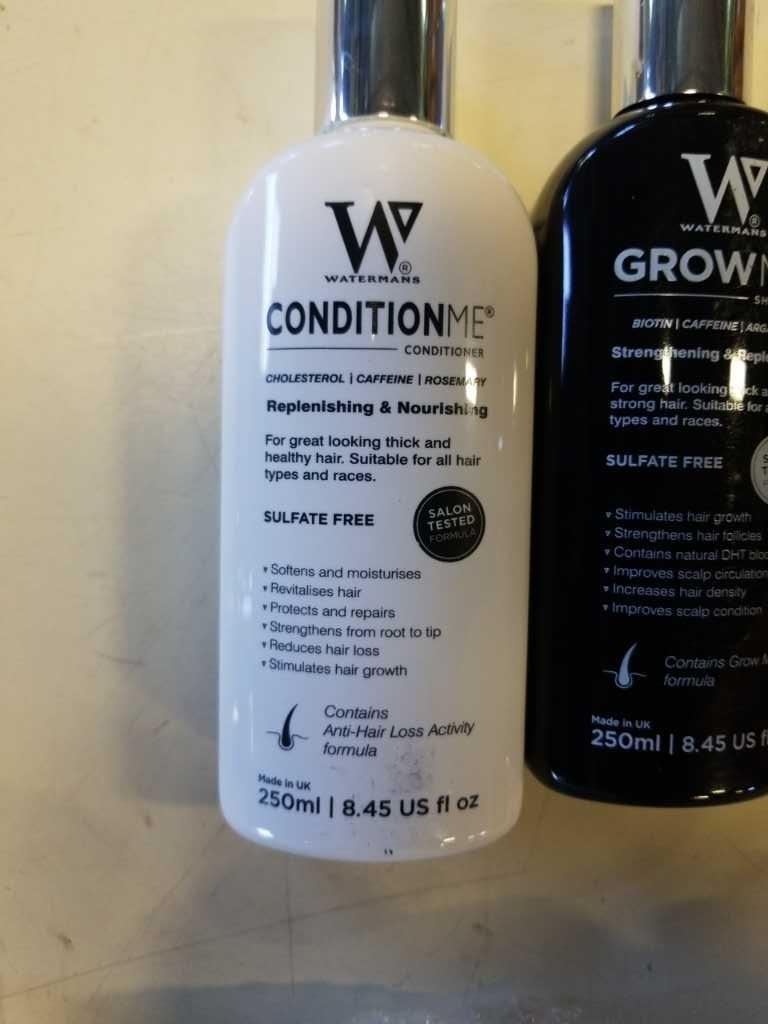 W
WATERMANS
CONDITIONME®
CONDITIONER
CHOLESTEROL | CAFFEINE | ROSEMARY
Replenishing & Nourishing
For great looking thick and
healthy hair. Suitable for all hair
types and races.
SULFATE FREE
SALON
TESTED
FORMULA
Softens and moisturises
Revitalises hair
Protects and repairs
Strengthens from root to tip
Reduces hair loss
Stimulates hair growth
Contains
Anti-Hair Loss Activity
formula
Made in UK
250ml | 8.45 US fl oz
W
WATERMANS
GROW
BIOTIN | CAFFEINE |
Strengthening &
For great looking
strong hair. Suitable for
types and races.
SULFATE FREE
Stimulates hair growth
Strengthens hair follicles
Contains natural DHT
Improves scalp circulation
Increases hair density
Improves scalp condition
Contains Grow
formula
Made in UK
250ml | 8.45 US